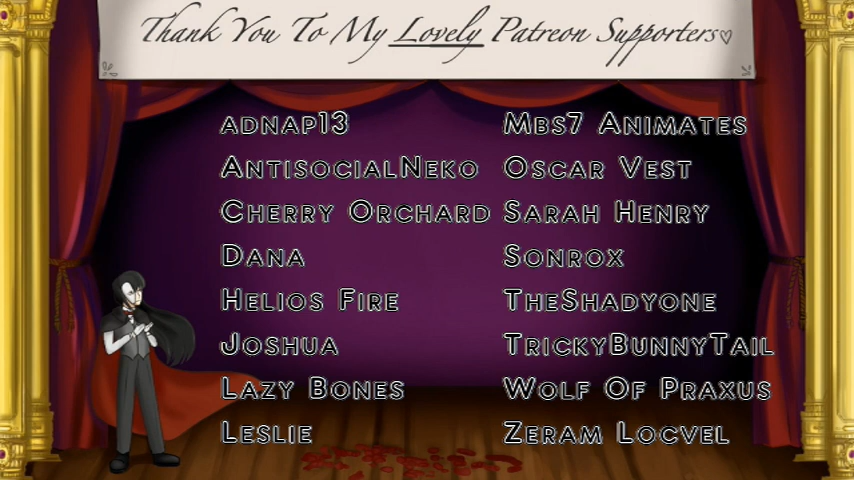 Thank You To My Lovely Patreon Supporters♡
adnap13
AntisocialNeko
Cherry Orchard
Dana
Helios Fire
Joshua
Lazy Bones
Leslie
Mbs7 Animates
Oscar Vest
Sarah Henry
Sonrox
TheShadyone
TrickyBunnyTail
Wolf Of Praxus
Zeram Locvel